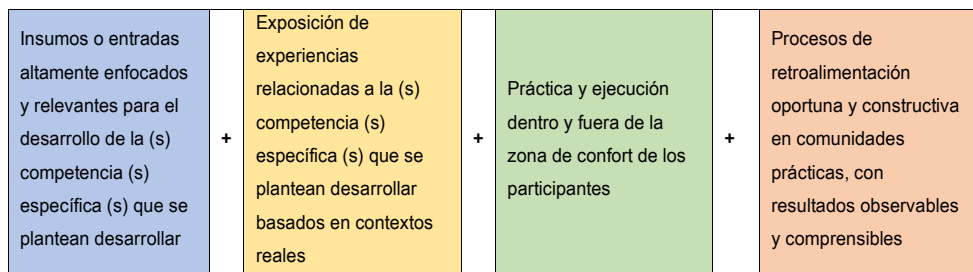 Insumos o entradas
altamente enfocados
y relevantes para el
desarrollo de la (s)
competencia (s)
específica (s) que se
plantean desarrollar
+
Exposición de
experiencias
relacionadas a la (s)
competencia (s)
específica (s) que se
plantean desarrollar
basados en contextos
reales
+
Práctica y ejecución
dentro y fuera de la
zona de confort de los
participantes
+
Procesos de
retroalimentación
oportuna y constructiva
en comunidades
prácticas, con
resultados observables
y comprensibles